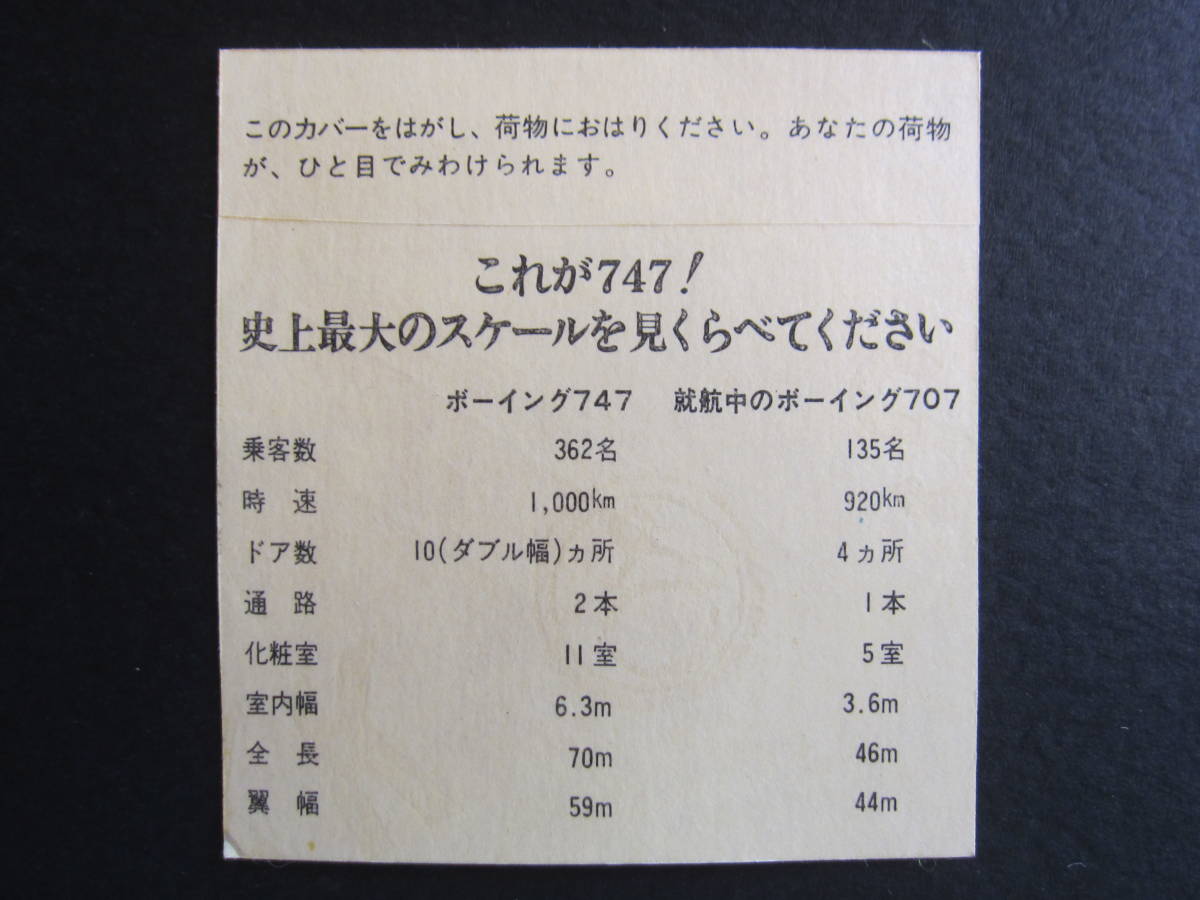 このカバーをはがし、荷物におはりください。あなたの荷物
が、ひと目でみわけられます。
これが747!
史上最大のスケールを見くらべてください
ボーイング747 就航中のボーイング707
乗客数 362名 135名
時 速 1,000km 920km
ドア数 10(ダブル幅)ヵ所 4ヵ所
通 路 2本 1本
化粧室 11室 5室
室内幅 6.3m 3.6m
全 長 70m 46m
翼 幅 59m 44m